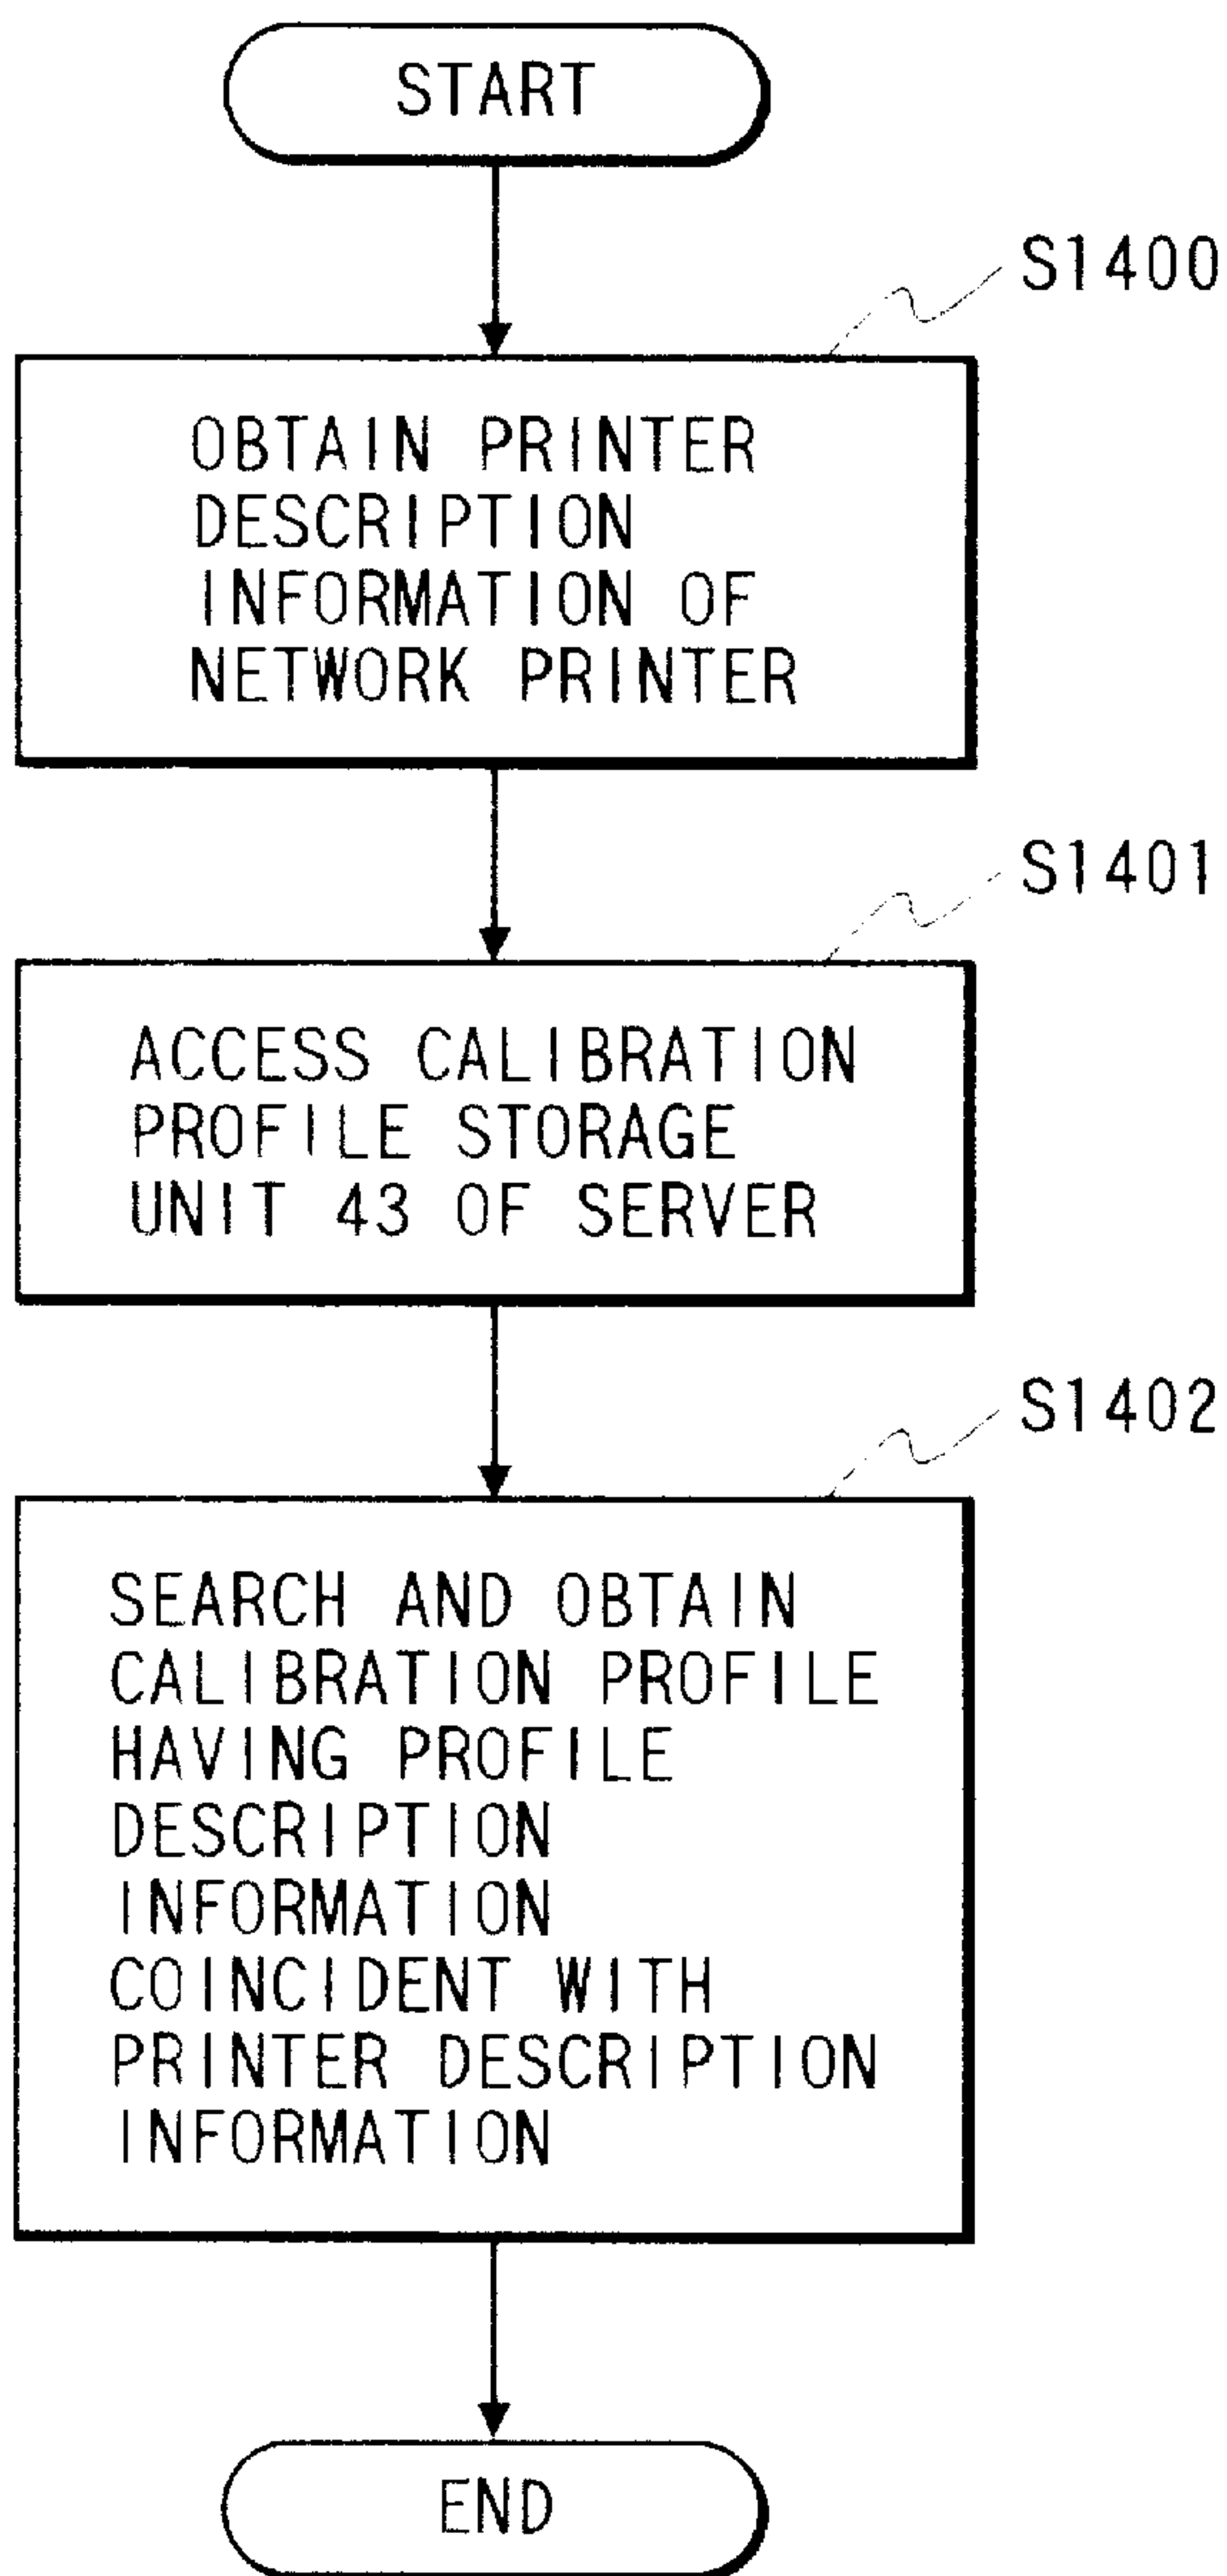 START
S1400
OBTAIN PRINTER
DESCRIPTION
INFORMATION OF
NETWORK PRINTER
S1401
ACCESS CALIBRATION
PROFILE STORAGE
UNIT 43 OF SERVER
S1402
SEARCH AND OBTAIN
CALIBRATION PROFILE
HAVING PROFILE
DESCRIPTION
INFORMATION
COINCIDENT WITH
PRINTER DESCRIPTION
INFORMATION
END